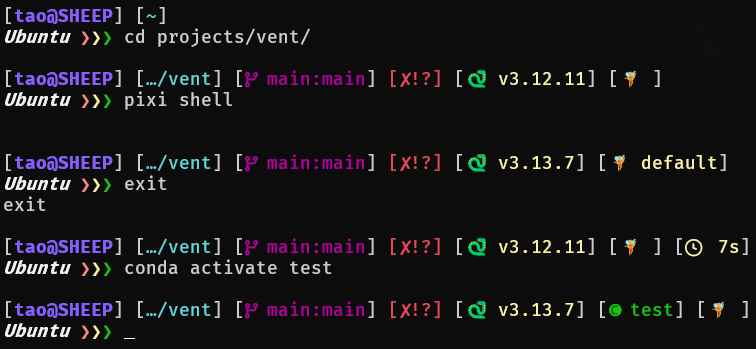 [tao@SHEEP] [~]
Ubuntu ❯❯❯ cd projects/vent/
[tao@SHEEP] […/vent] [ main:main] [✘!?] [🐍 v3.12.11] [🧚 ]
Ubuntu ❯❯❯ pixi shell
[tao@SHEEP] […/vent] [ main:main] [✘!?] [🐍 v3.13.7] [🧚 default]
Ubuntu ❯❯❯ exit
exit
[tao@SHEEP] […/vent] [ main:main] [✘!?] [🐍 v3.12.11] [🧚 ] [🕓 7s]
Ubuntu ❯❯❯ conda activate test
[tao@SHEEP] […/vent] [ main:main] [✘!?] [🐍 v3.13.7] [🅒 test] [🧚 ]
Ubuntu ❯❯❯ _